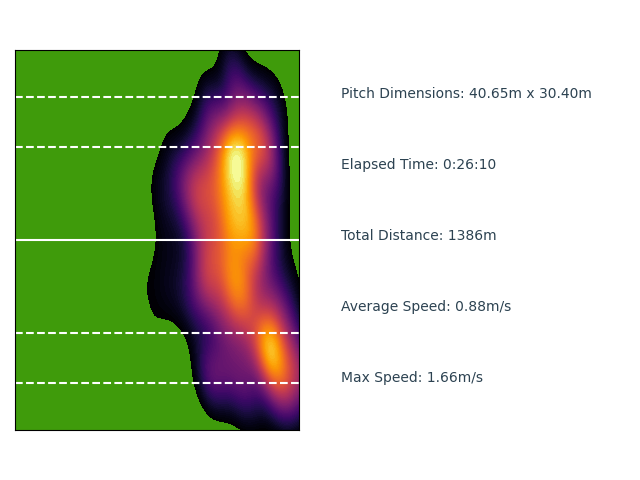 Pitch Dimensions: 40.65m x 30.40m
Elapsed Time: 0:26:10
Total Distance: 1386m
Average Speed: 0.88m/s
Max Speed: 1.66m/s